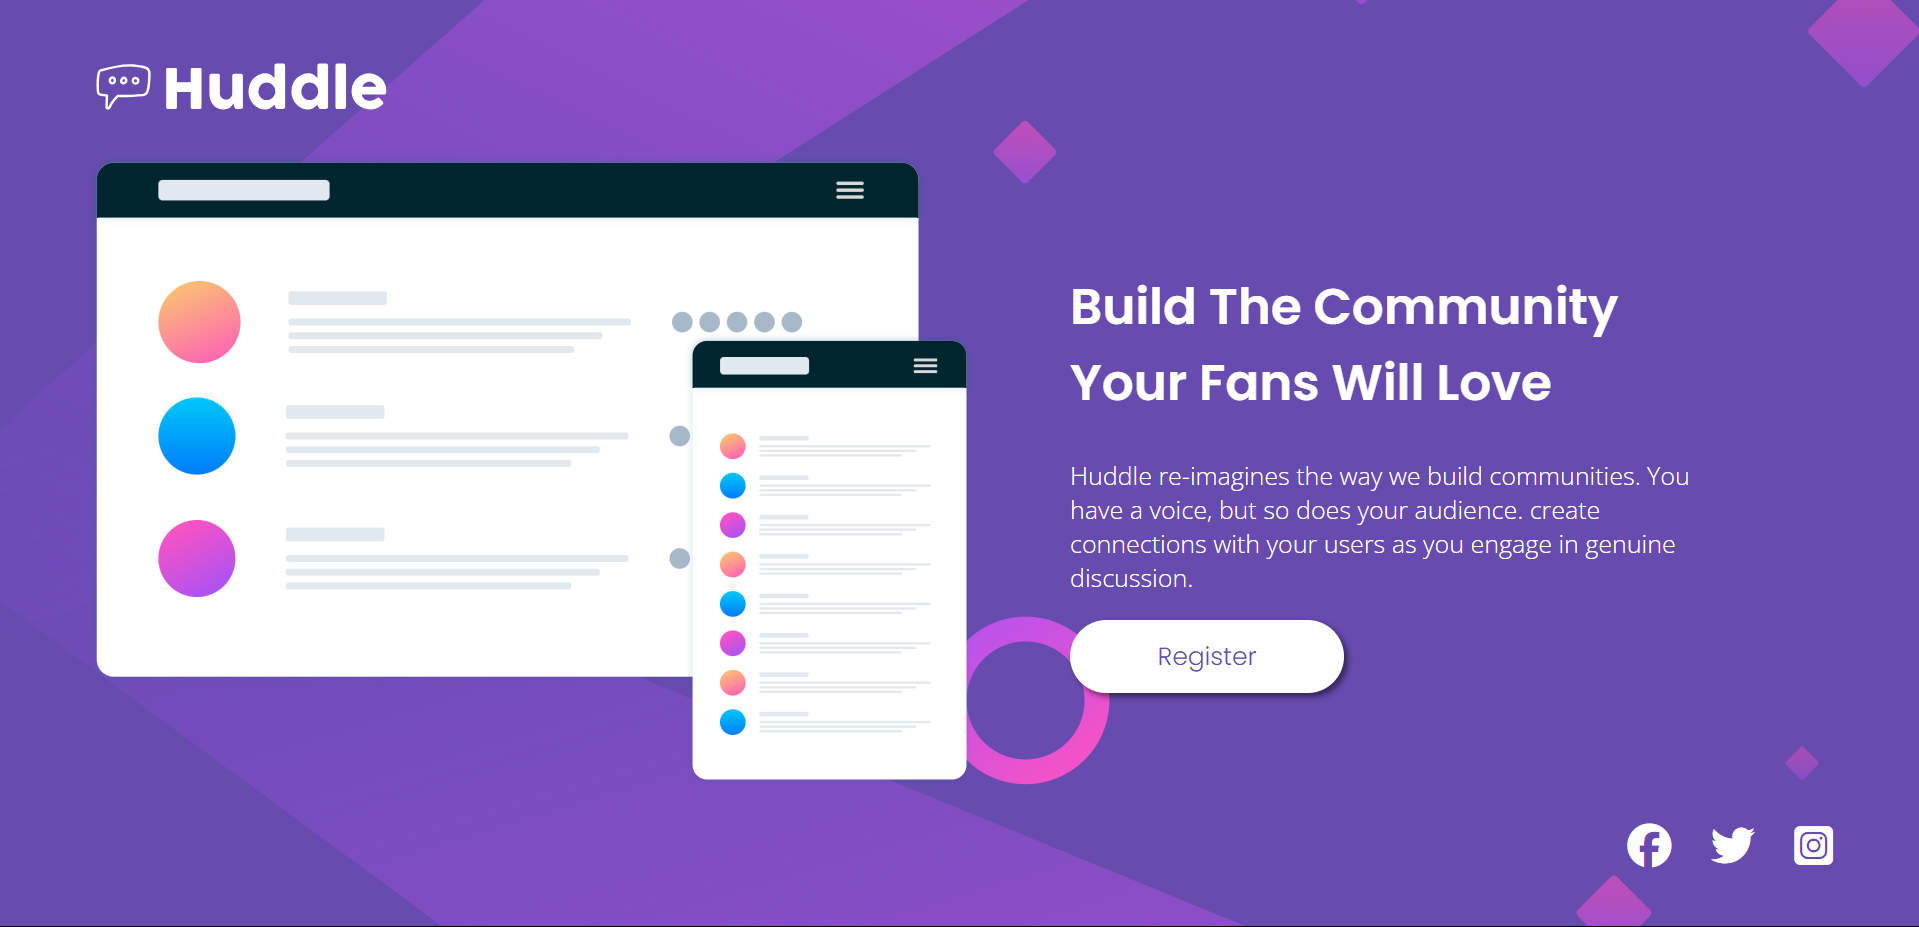 Huddle
Build The Community
Your Fans Will Love
Huddle re-imagines the way we build communities. You
have a voice, but so does your audience. create
connections with your users as you engage in genuine
discussion.
Register